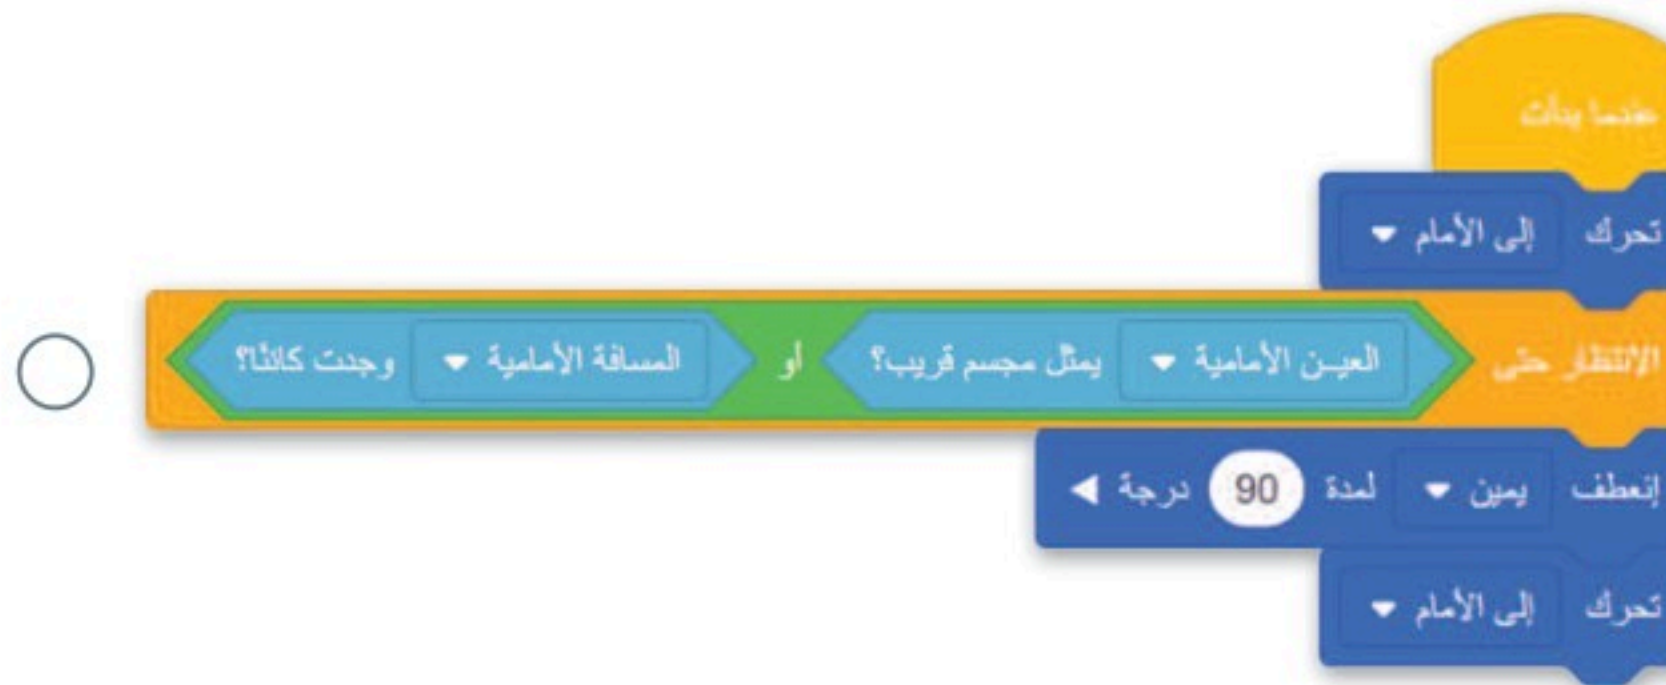 عندما بدأت
تحرك إلى الأمام
الانتظار حتى العين الأمامية يمثل مجسم قريب؟ أو المسافة الأمامية وجدت كائنًا؟
إنعطف يمين لمدة 90 درجة
تحرك إلى الأمام